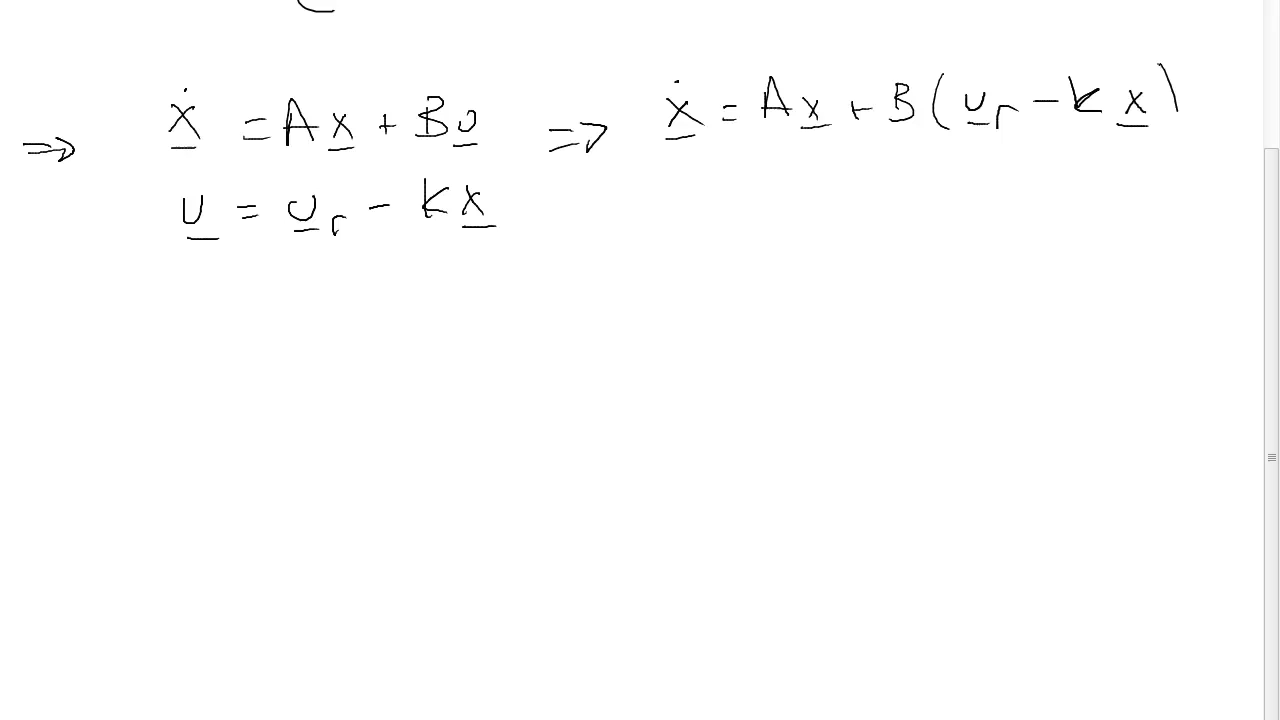 ⇒ ẋ = Ax + Bu ⇒ ẋ = Ax + B(u_r - kx)
u = u_r - kx